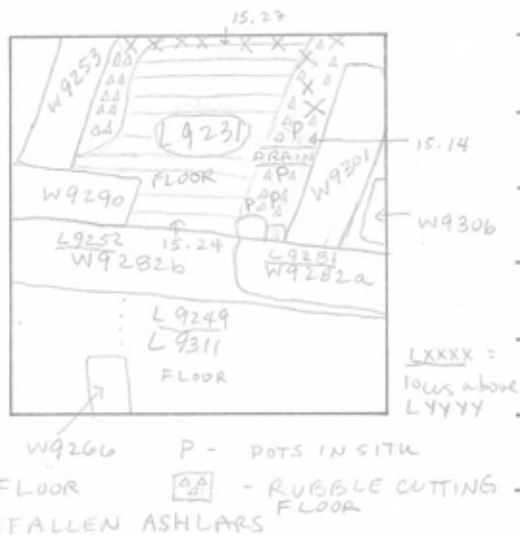 15.27
W9253
L9231
FLOOR
P
DRAIN
P
P P
15.14
W9301
W9290
W9306
15.24
L9252
W9282b
L9281
W9282a
L9249
L9311
FLOOR
LXXXX =
locus above
LYYYY
W9266
P - POTS IN SITU
FLOOR
- RUBBLE CUTTING
FLOOR
FALLEN ASHLARS